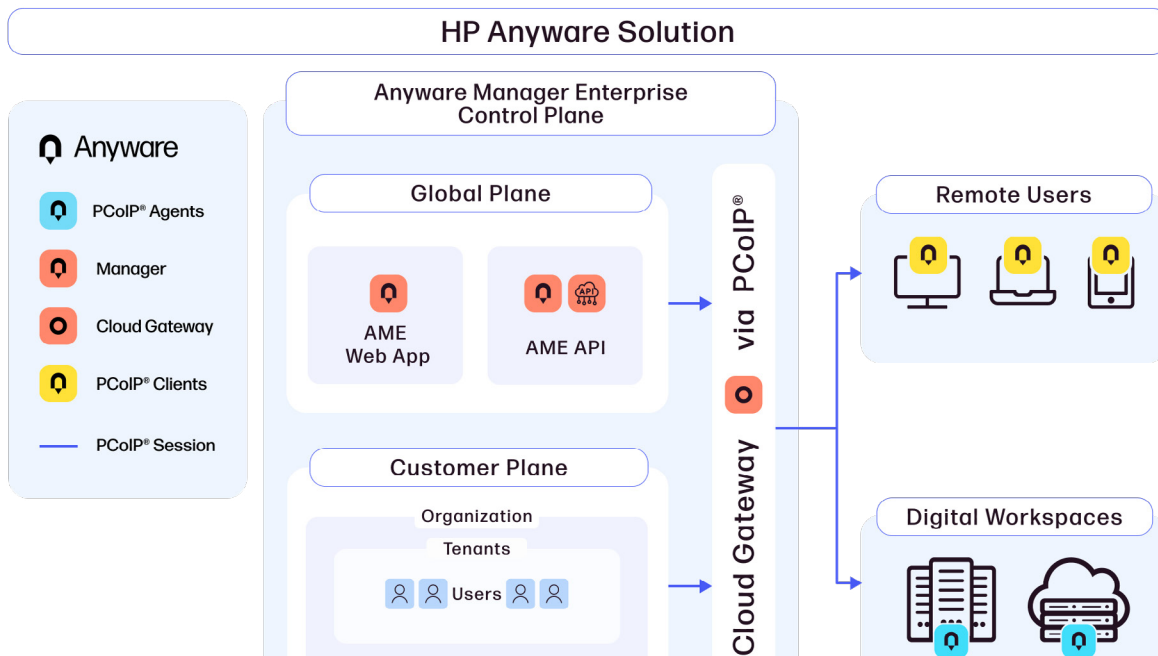 HP Anyware Solution
Anyware
PCoIP® Agents
Manager
Cloud Gateway
PCoIP® Clients
PCoIP® Session
Anyware Manager Enterprise
Control Plane
Global Plane
AME
Web App
API
AME API
Customer Plane
Organization
Tenants
Users
Cloud Gateway via PCoIP®
Remote Users
Digital Workspaces